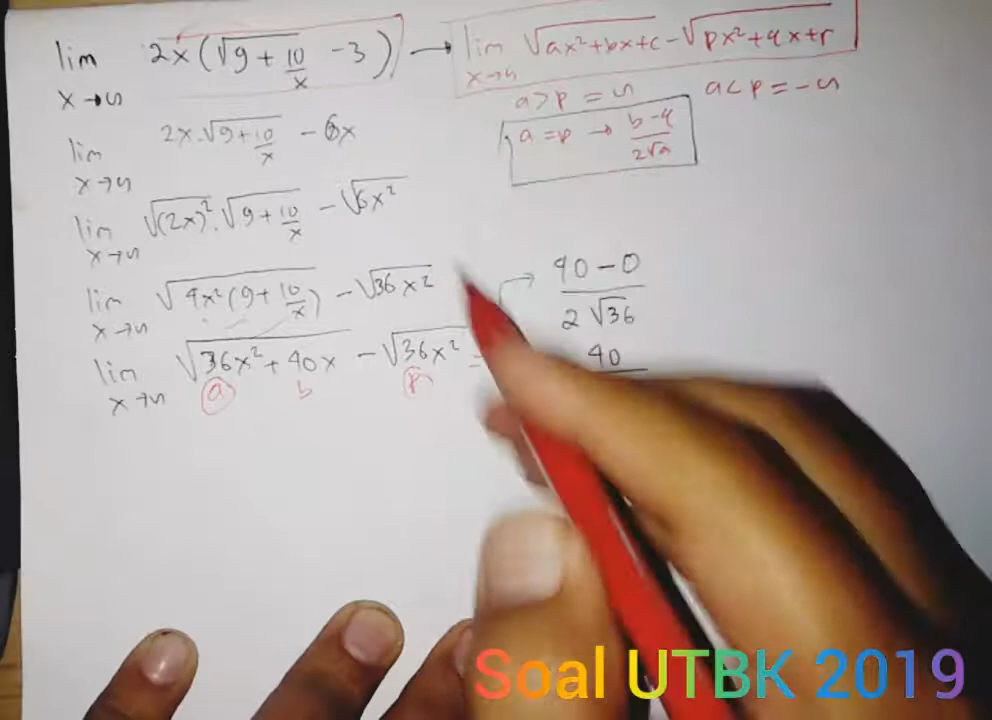 lim x→∞ 2x(√(9+10/x) -3) → lim x→∞ √(ax²+bx+c) - √(px²+qx+r)
a>p = ∞ a<p = -∞
a=p → (b-q)/(2√a)
lim x→∞ 2x.√(9+10/x) - 6x
lim x→∞ √((2x)²).√(9+10/x) - √(6x²)
lim x→∞ √(4x²(9+10/x)) - √(36x²)
lim x→∞ √(36x²+40x) - √(36x²) =
a b p
→ (40-0)/(2√36)
40
Soal UTBK 2019